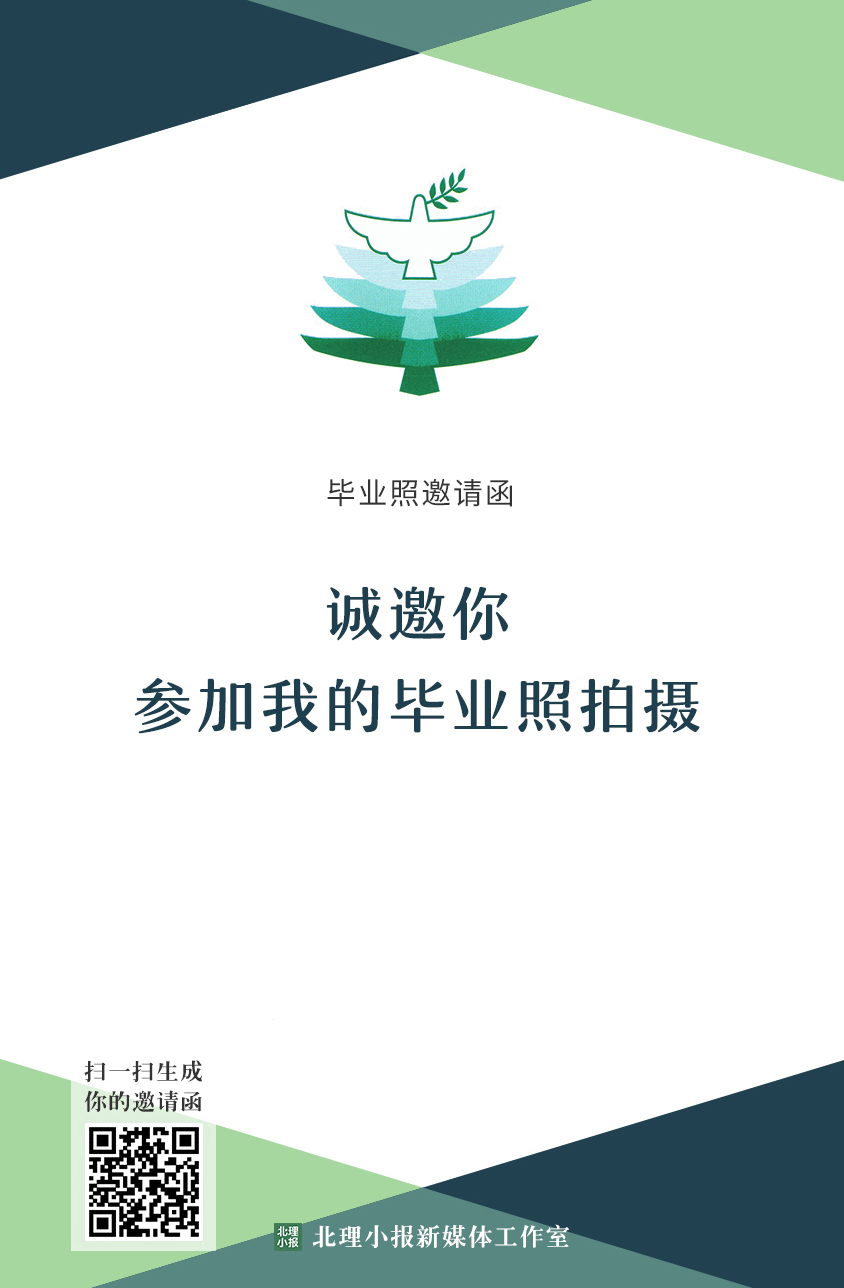 毕业照邀请函
诚邀你
参加我的毕业照拍摄
扫一扫生成
你的邀请函
北理
小报
北理小报新媒体工作室